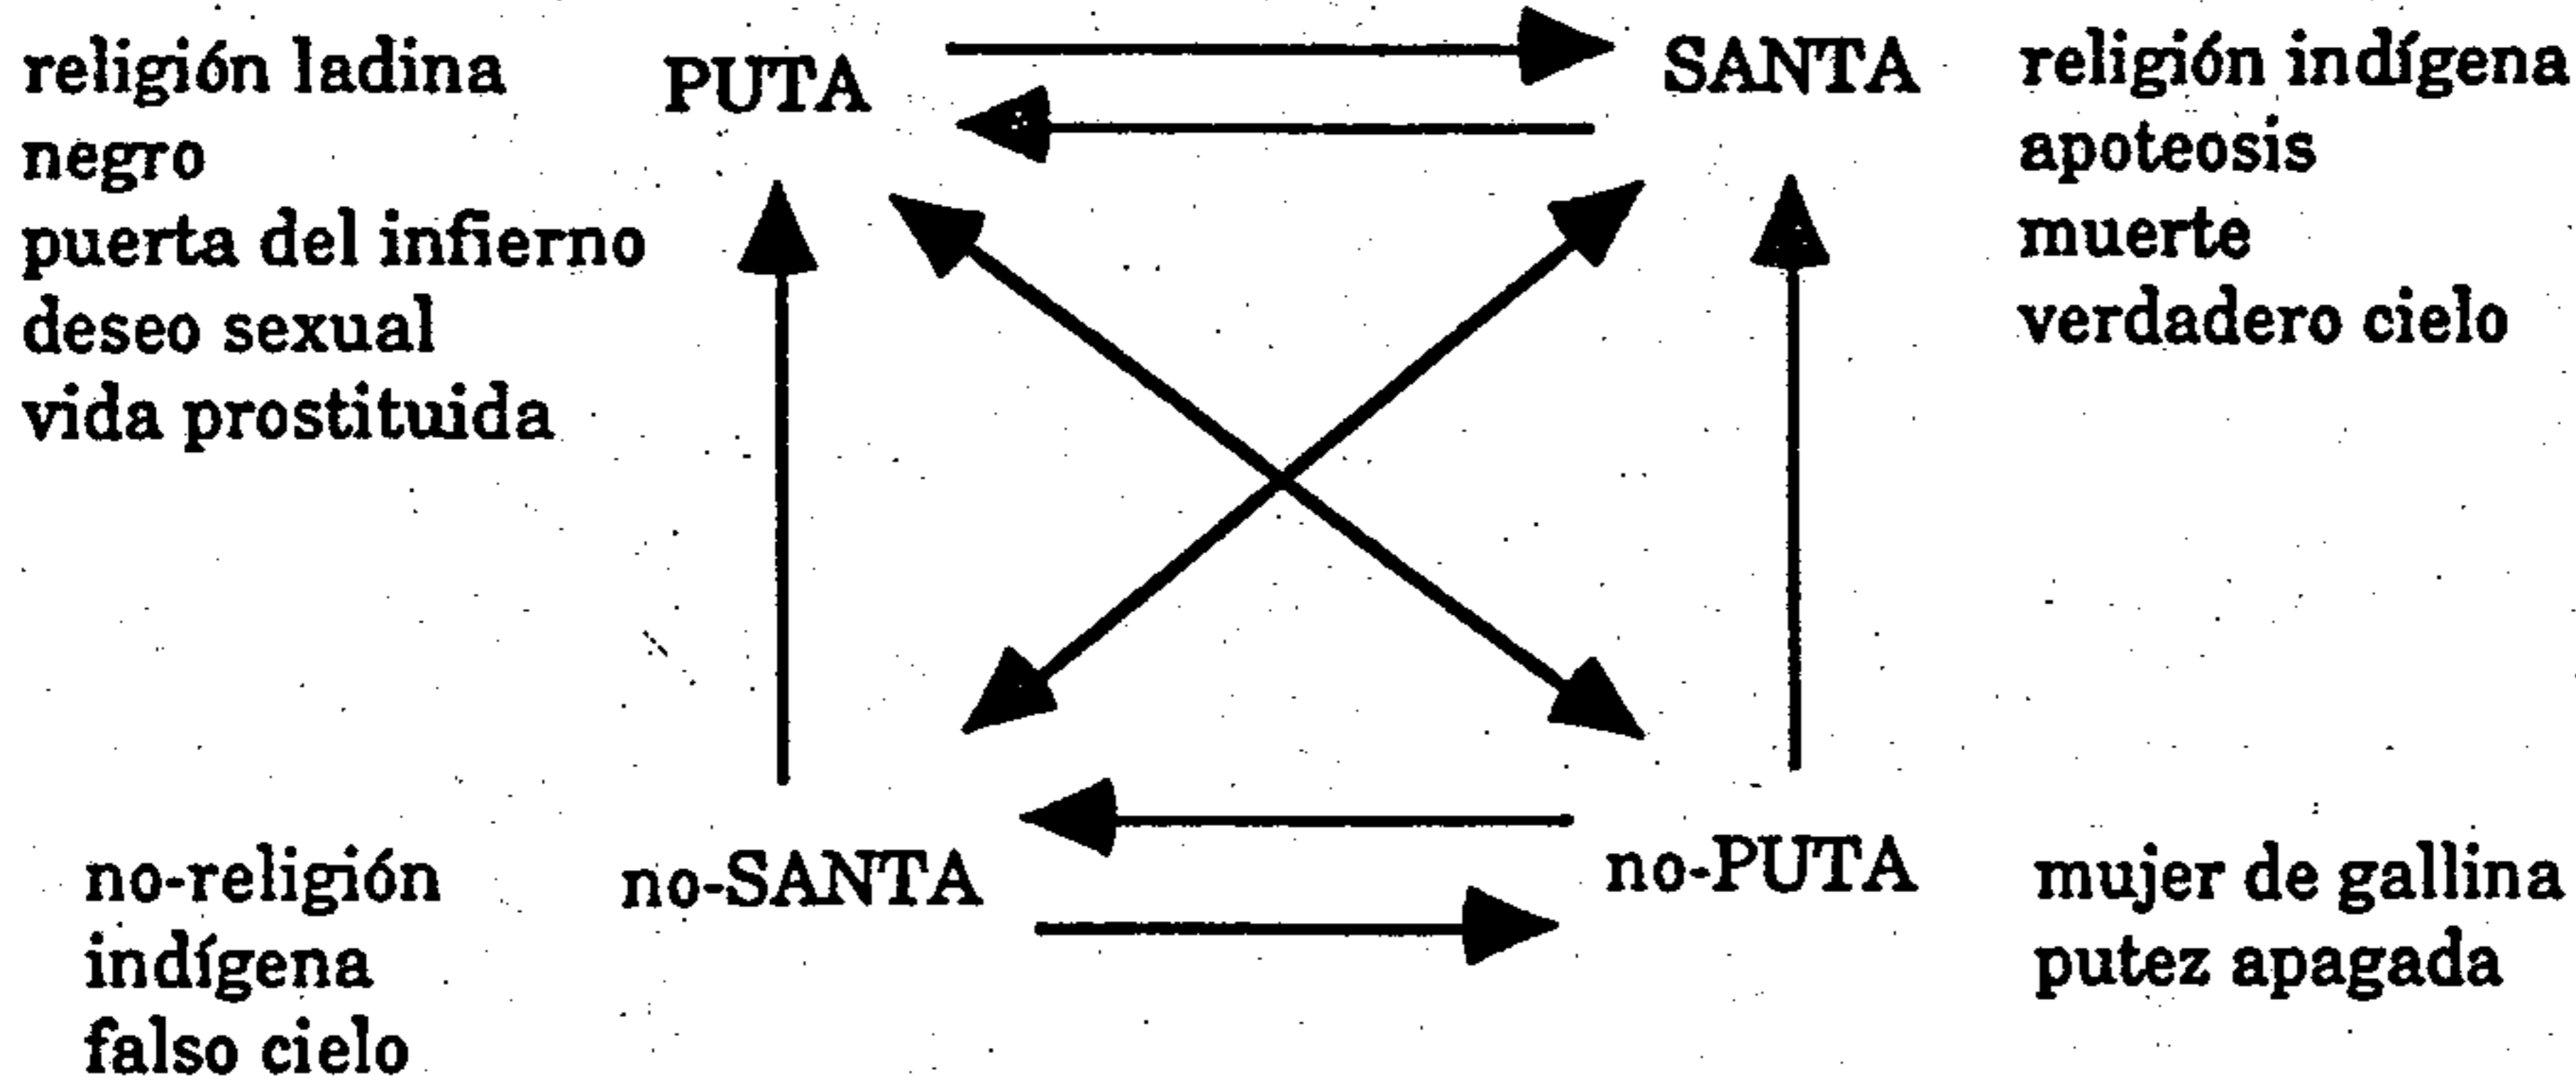 religión ladina
negro
puerta del infierno
deseo sexual
vida prostituida
PUTA
SANTA
religión indígena
apoteosis
muerte
verdadero cielo
no-religión
indígena
falso cielo
no-SANTA
no-PUTA
mujer de gallina
putez apagada